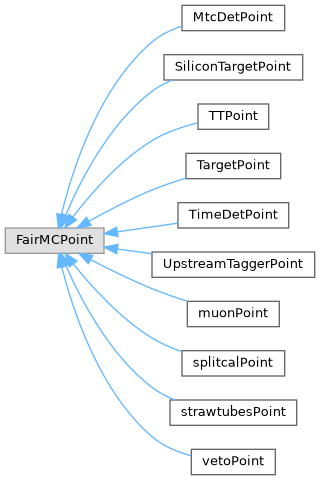 MtcDetPoint
SiliconTargetPoint
TTPoint
TargetPoint
TimeDetPoint
FairMCPoint
UpstreamTaggerPoint
muonPoint
splitcalPoint
strawtubesPoint
vetoPoint